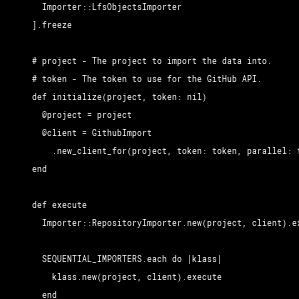 Importer::LfsObjectsImporter
].freeze
# project - The project to import the data into.
# token - The token to use for the GitHub API.
def initialize(project, token: nil)
@project = project
@client = GithubImport
.new_client_for(project, token: token, parallel:
end
def execute
Importer::RepositoryImporter.new(project, client).ex
SEQUENTIAL_IMPORTERS.each do |klass|
klass.new(project, client).execute
end